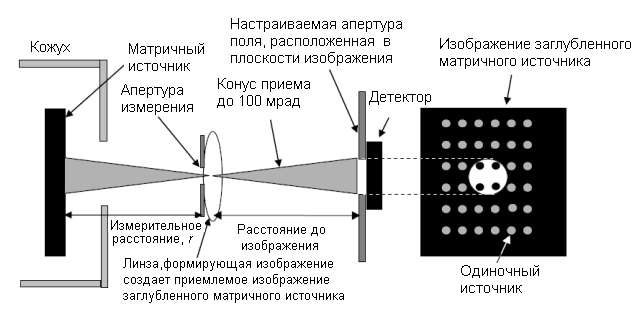 Кожух
Матричный
источник
Апертура
измерения
Настраиваемая апертура
поля, расположенная в
плоскости изображения
Конус приема
до 100 мрад
Детектор
Изображение заглубленного
матричного источника
Измерительное
расстояние, r
Расстояние до
изображения
Линза,формирующая изображение
создает приемлемое изображение
заглубленного матричного источника
Одиночный
источник